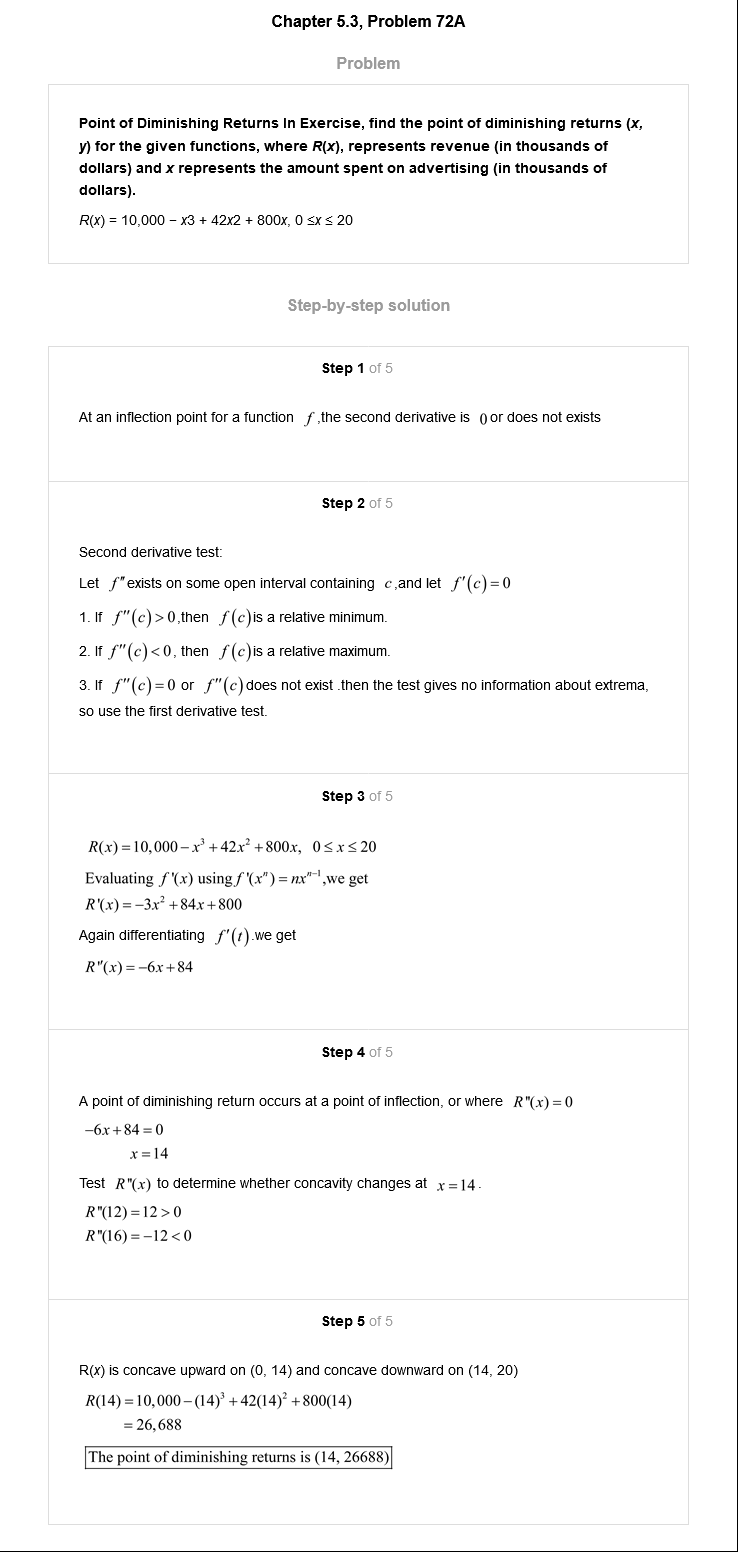 Chapter 5.3, Problem 72A
Problem
Point of Diminishing Returns In Exercise, find the point of diminishing returns (x,
y) for the given functions, where R(x), represents revenue (in thousands of
dollars) and x represents the amount spent on advertising (in thousands of
dollars).
R(x) = 10,000 − x3 + 42x2 + 800x, 0 ≤x ≤ 20
Step-by-step solution
Step 1 of 5
At an inflection point for a function f ,the second derivative is 0 or does not exists
Step 2 of 5
Second derivative test:
Let f″ exists on some open interval containing c ,and let f′(c) = 0
1. If f″(c) > 0,then f(c) is a relative minimum.
2. If f″(c) < 0, then f(c) is a relative maximum.
3. If f″(c) = 0 or f″(c) does not exist .then the test gives no information about extrema,
so use the first derivative test.
Step 3 of 5
R(x) = 10,000 − x³ + 42x² + 800x, 0 ≤ x ≤ 20
Evaluating f'(x) using f'(xⁿ) = nxⁿ⁻¹,we get
R'(x) = −3x² + 84x + 800
Again differentiating f′(t) .we get
R"(x) = −6x + 84
Step 4 of 5
A point of diminishing return occurs at a point of inflection, or where R"(x) = 0
−6x + 84 = 0
x = 14
Test R"(x) to determine whether concavity changes at x = 14 .
R"(12) = 12 > 0
R"(16) = −12 < 0
Step 5 of 5
R(x) is concave upward on (0, 14) and concave downward on (14, 20)
R(14) = 10,000 − (14)³ + 42(14)² + 800(14)
= 26,688
The point of diminishing returns is (14, 26688)